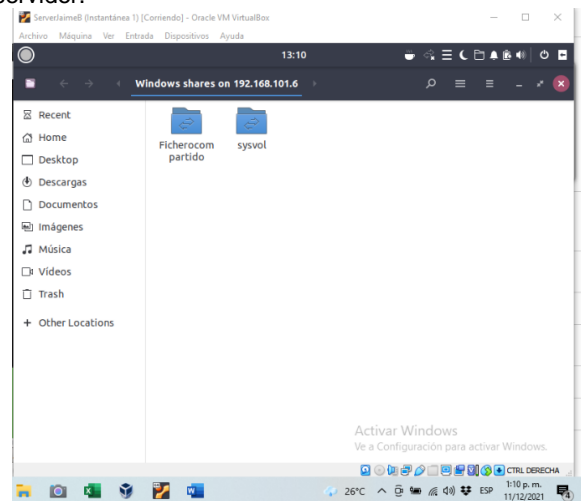 servidor.
ServerJaimeB (Instantánea 1) [Corriendo] - Oracle VM VirtualBox
Archivo Máquina Ver Entrada Dispositivos Ayuda
13:10
Windows shares on 192.168.101.6
Recent
Home
Desktop
Descargas
Documentos
Imágenes
Música
Vídeos
Trash
+ Other Locations
Ficherocom
partido
sysvol
Activar Windows
Ve a Configuración para activar Windows.
CTRL DERECHA
26°C
ESP
1:10 p. m.
11/12/2021
4